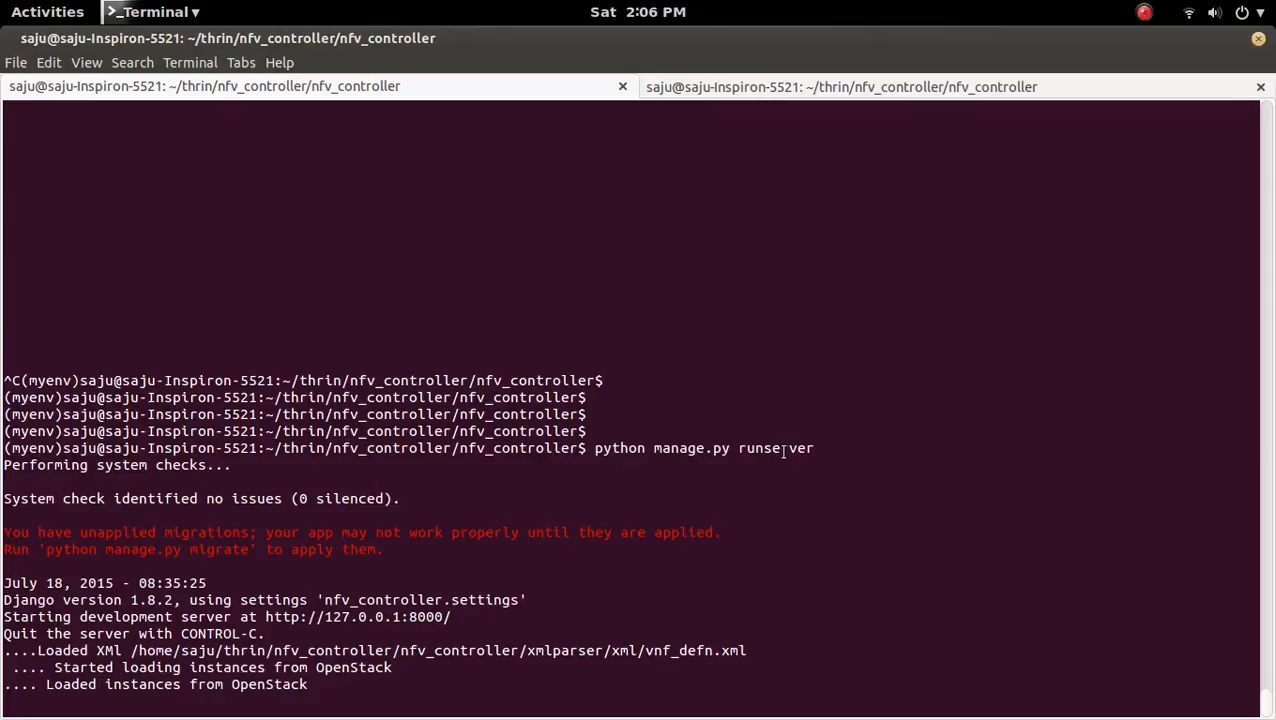 Activities >_Terminal ▾ Sat 2:06 PM
saju@saju-Inspiron-5521: ~/thrin/nfv_controller/nfv_controller
File Edit View Search Terminal Tabs Help
saju@saju-Inspiron-5521: ~/thrin/nfv_controller/nfv_controller × saju@saju-Inspiron-5521: ~/thrin/nfv_controller/nfv_controller ×
^C(myenv)saju@saju-Inspiron-5521:~/thrin/nfv_controller/nfv_controller$
(myenv)saju@saju-Inspiron-5521:~/thrin/nfv_controller/nfv_controller$
(myenv)saju@saju-Inspiron-5521:~/thrin/nfv_controller/nfv_controller$
(myenv)saju@saju-Inspiron-5521:~/thrin/nfv_controller/nfv_controller$
(myenv)saju@saju-Inspiron-5521:~/thrin/nfv_controller/nfv_controller$ python manage.py runserver
Performing system checks...
System check identified no issues (0 silenced).
You have unapplied migrations; your app may not work properly until they are applied.
Run 'python manage.py migrate' to apply them.
July 18, 2015 - 08:35:25
Django version 1.8.2, using settings 'nfv_controller.settings'
Starting development server at http://127.0.0.1:8000/
Quit the server with CONTROL-C.
....Loaded XMl /home/saju/thrin/nfv_controller/nfv_controller/xmlparser/xml/vnf_defn.xml
.... Started loading instances from OpenStack
.... Loaded instances from OpenStack